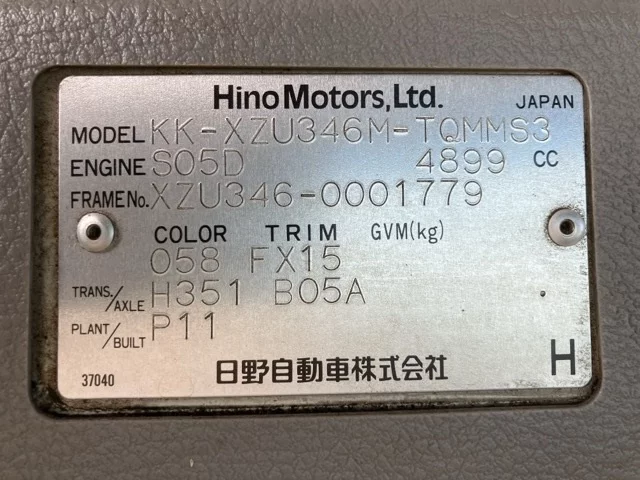 Hino Motors, Ltd. JAPAN
MODEL KK-XZU346M-TQMMS3
ENGINE S05D 4899 CC
FRAME No. XZU346-0001779
COLOR TRIM GVM(kg)
058 FX15
TRANS./AXLE H351 B05A
PLANT/BUILT P11
37040 日野自動車株式会社 H